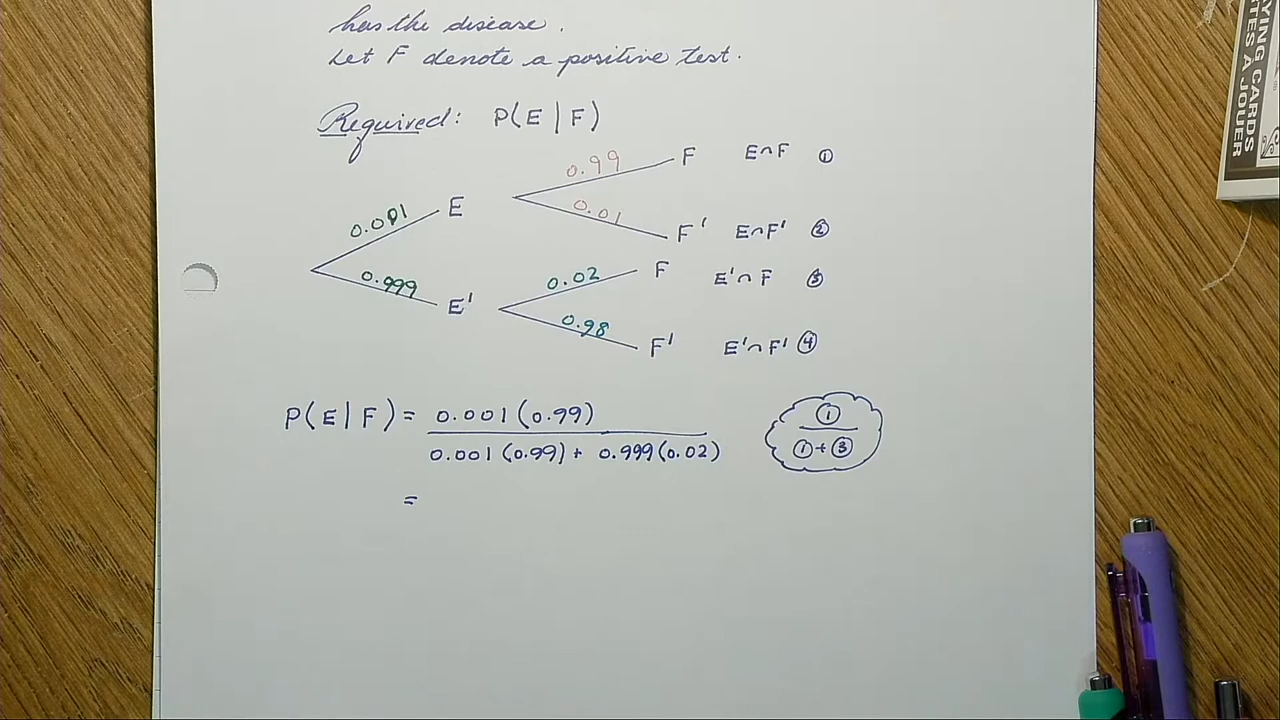 has the disease.
Let F denote a positive test.
Required: P(E | F)
0.99 F E∩F ①
0.001 E 0.01 F' E∩F' ②
0.999 E' 0.02 F E'∩F ③
0.98 F' E'∩F' ④
P(E | F) = 0.001(0.99)
0.001(0.99) + 0.999(0.02)
①
①+③
=
YING CARDS
TES A JOUER